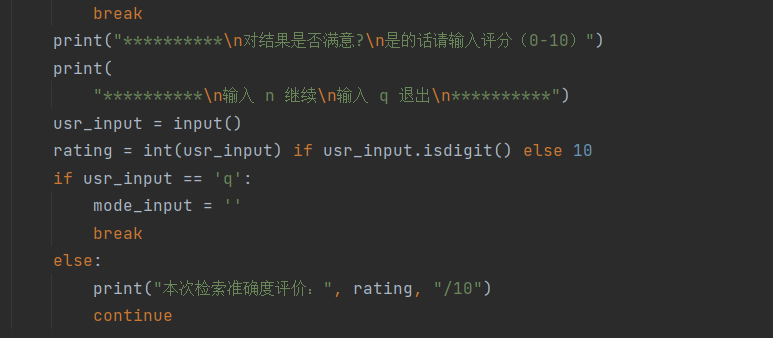 break
print("**********\n对结果是否满意?\n是的话请输入评分（0-10）")
print(
"**********\n输入 n 继续\n输入 q 退出\n**********")
usr_input = input()
rating = int(usr_input) if usr_input.isdigit() else 10
if usr_input == 'q':
mode_input = ''
break
else:
print("本次检索准确度评价：", rating, "/10")
continue